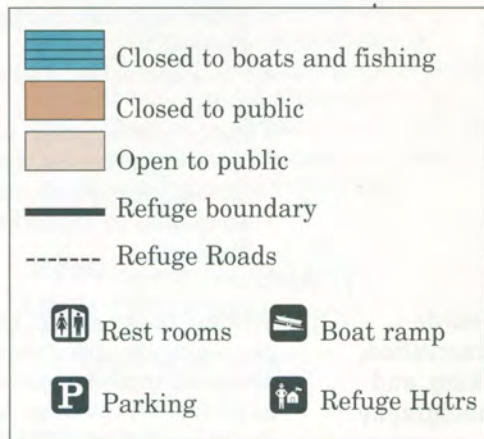 Closed to boats and fishing
Closed to public
Open to public
Refuge boundary
Refuge Roads
Rest rooms Boat ramp
P Parking Refuge Hqtrs